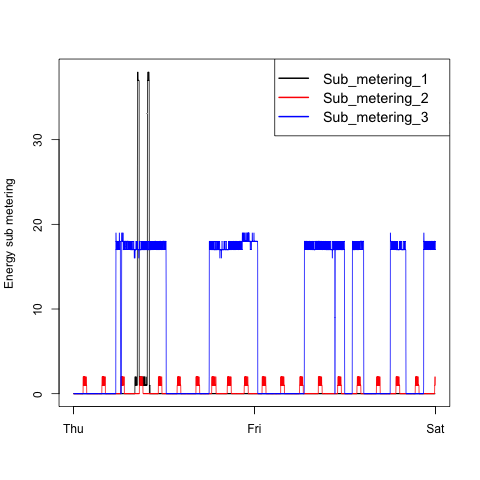 Sub_metering_1
Sub_metering_2
Sub_metering_3
Energy sub metering
30
20
10
0
Thu Fri Sat